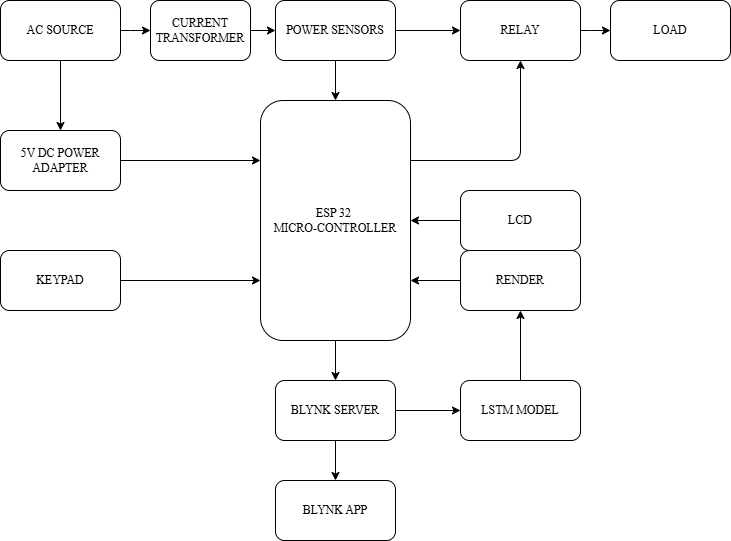 AC SOURCE
CURRENT
TRANSFORMER
POWER SENSORS
RELAY
LOAD
5V DC POWER
ADAPTER
ESP 32
MICRO-CONTROLLER
LCD
KEYPAD
RENDER
BLYNK SERVER
LSTM MODEL
BLYNK APP